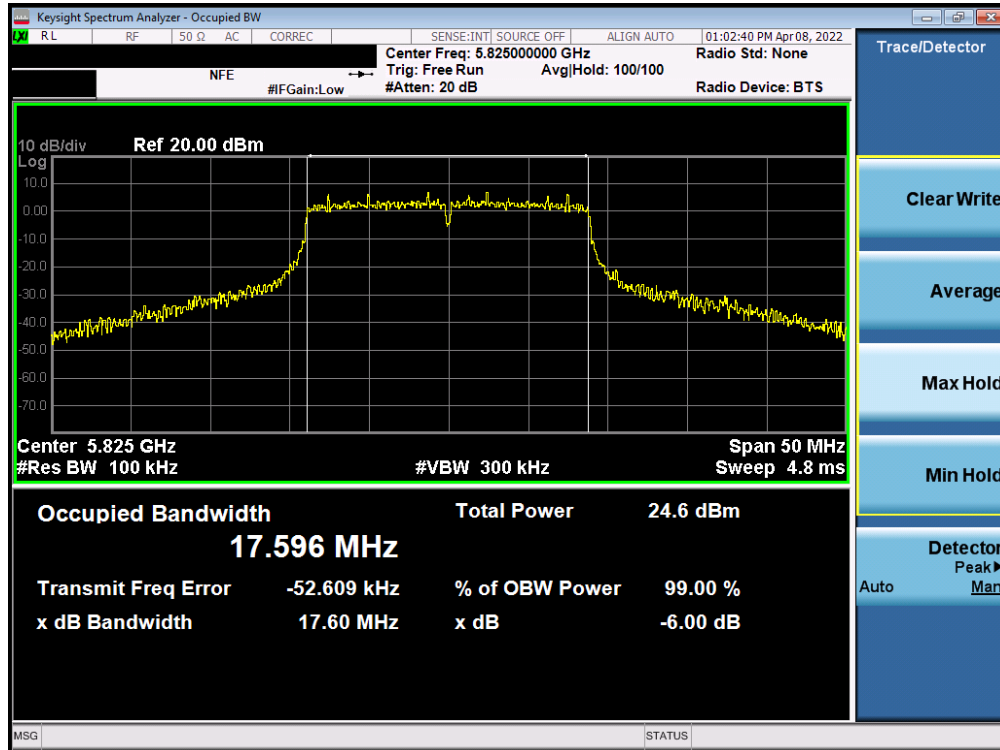 Keysight Spectrum Analyzer - Occupied BW
LXI RL RF 50 Ω AC CORREC SENSE:INT SOURCE OFF ALIGN AUTO 01:02:40 PM Apr 08, 2022
Center Freq: 5.825000000 GHz Radio Std: None
NFE Trig: Free Run Avg|Hold: 100/100
#IFGain:Low #Atten: 20 dB Radio Device: BTS
Trace/Detector
10 dB/div Ref 20.00 dBm
Log
10.0
0.00
-10.0
-20.0
-30.0
-40.0
-50.0
-60.0
-70.0
Center 5.825 GHz Span 50 MHz
#Res BW 100 kHz #VBW 300 kHz Sweep 4.8 ms
Occupied Bandwidth Total Power 24.6 dBm
17.596 MHz
Transmit Freq Error -52.609 kHz % of OBW Power 99.00 %
x dB Bandwidth 17.60 MHz x dB -6.00 dB
Clear Write
Average
Max Hold
Min Hold
Detector
Peak▶
Auto Man
MSG STATUS